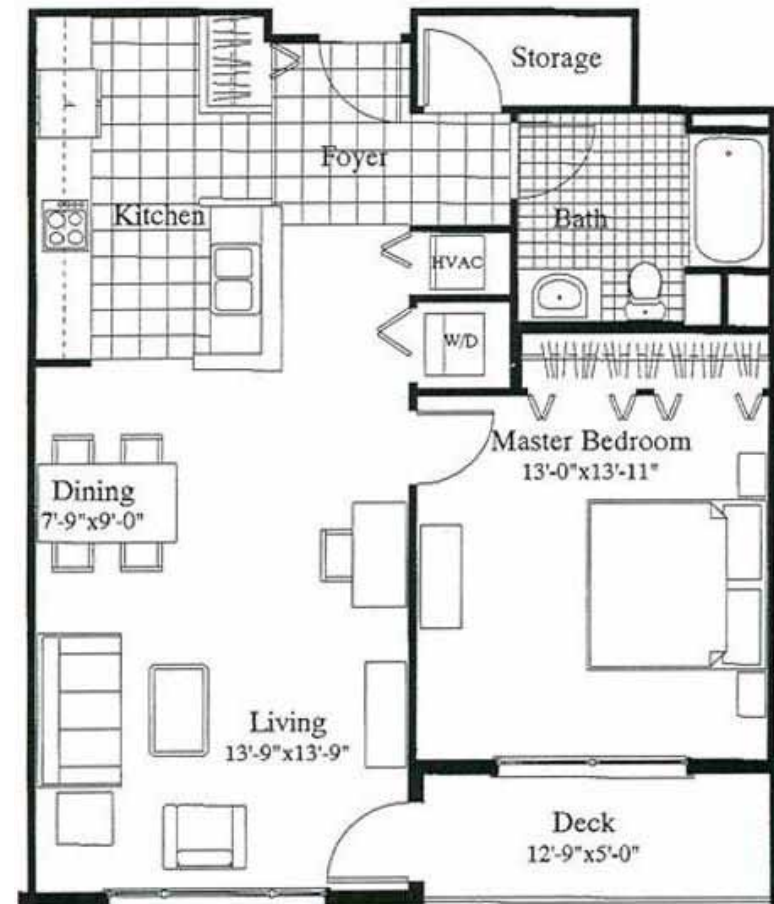 Storage
Foyer
Kitchen
Bath
HVAC
W/D
Master Bedroom
13'-0"x13'-11"
Dining
7'-9"x9'-0"
Living
13'-9"x13'-9"
Deck
12'-9"x5'-0"